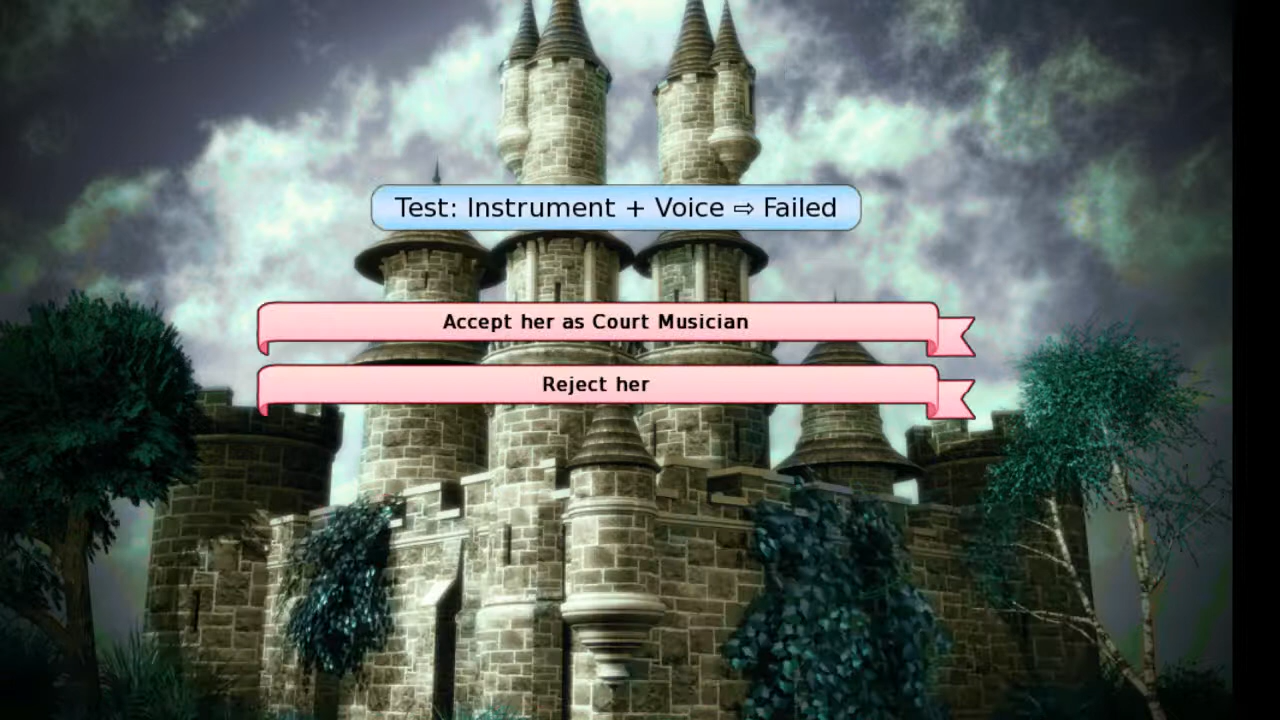 Test: Instrument + Voice ⇨ Failed
Accept her as Court Musician
Reject her